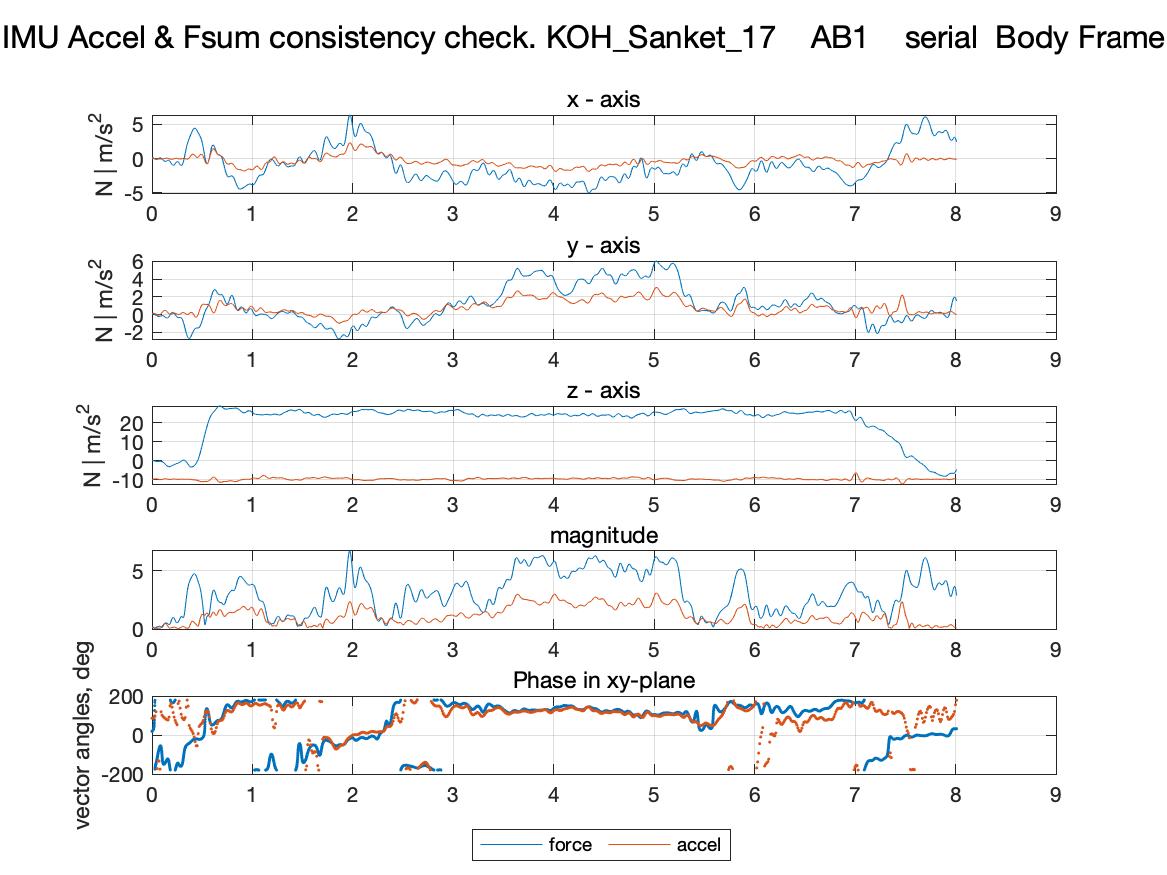 IMU Accel & Fsum consistency check. KOH_Sanket_17 AB1 serial Body Frame
x - axis
N | m/s²
5
0
-5
0 1 2 3 4 5 6 7 8 9
y - axis
N | m/s²
6
4
2
0
-2
0 1 2 3 4 5 6 7 8 9
z - axis
N | m/s²
20
10
0
-10
0 1 2 3 4 5 6 7 8 9
magnitude
5
0
0 1 2 3 4 5 6 7 8 9
Phase in xy-plane
vector angles, deg
200
0
-200
0 1 2 3 4 5 6 7 8 9
force accel